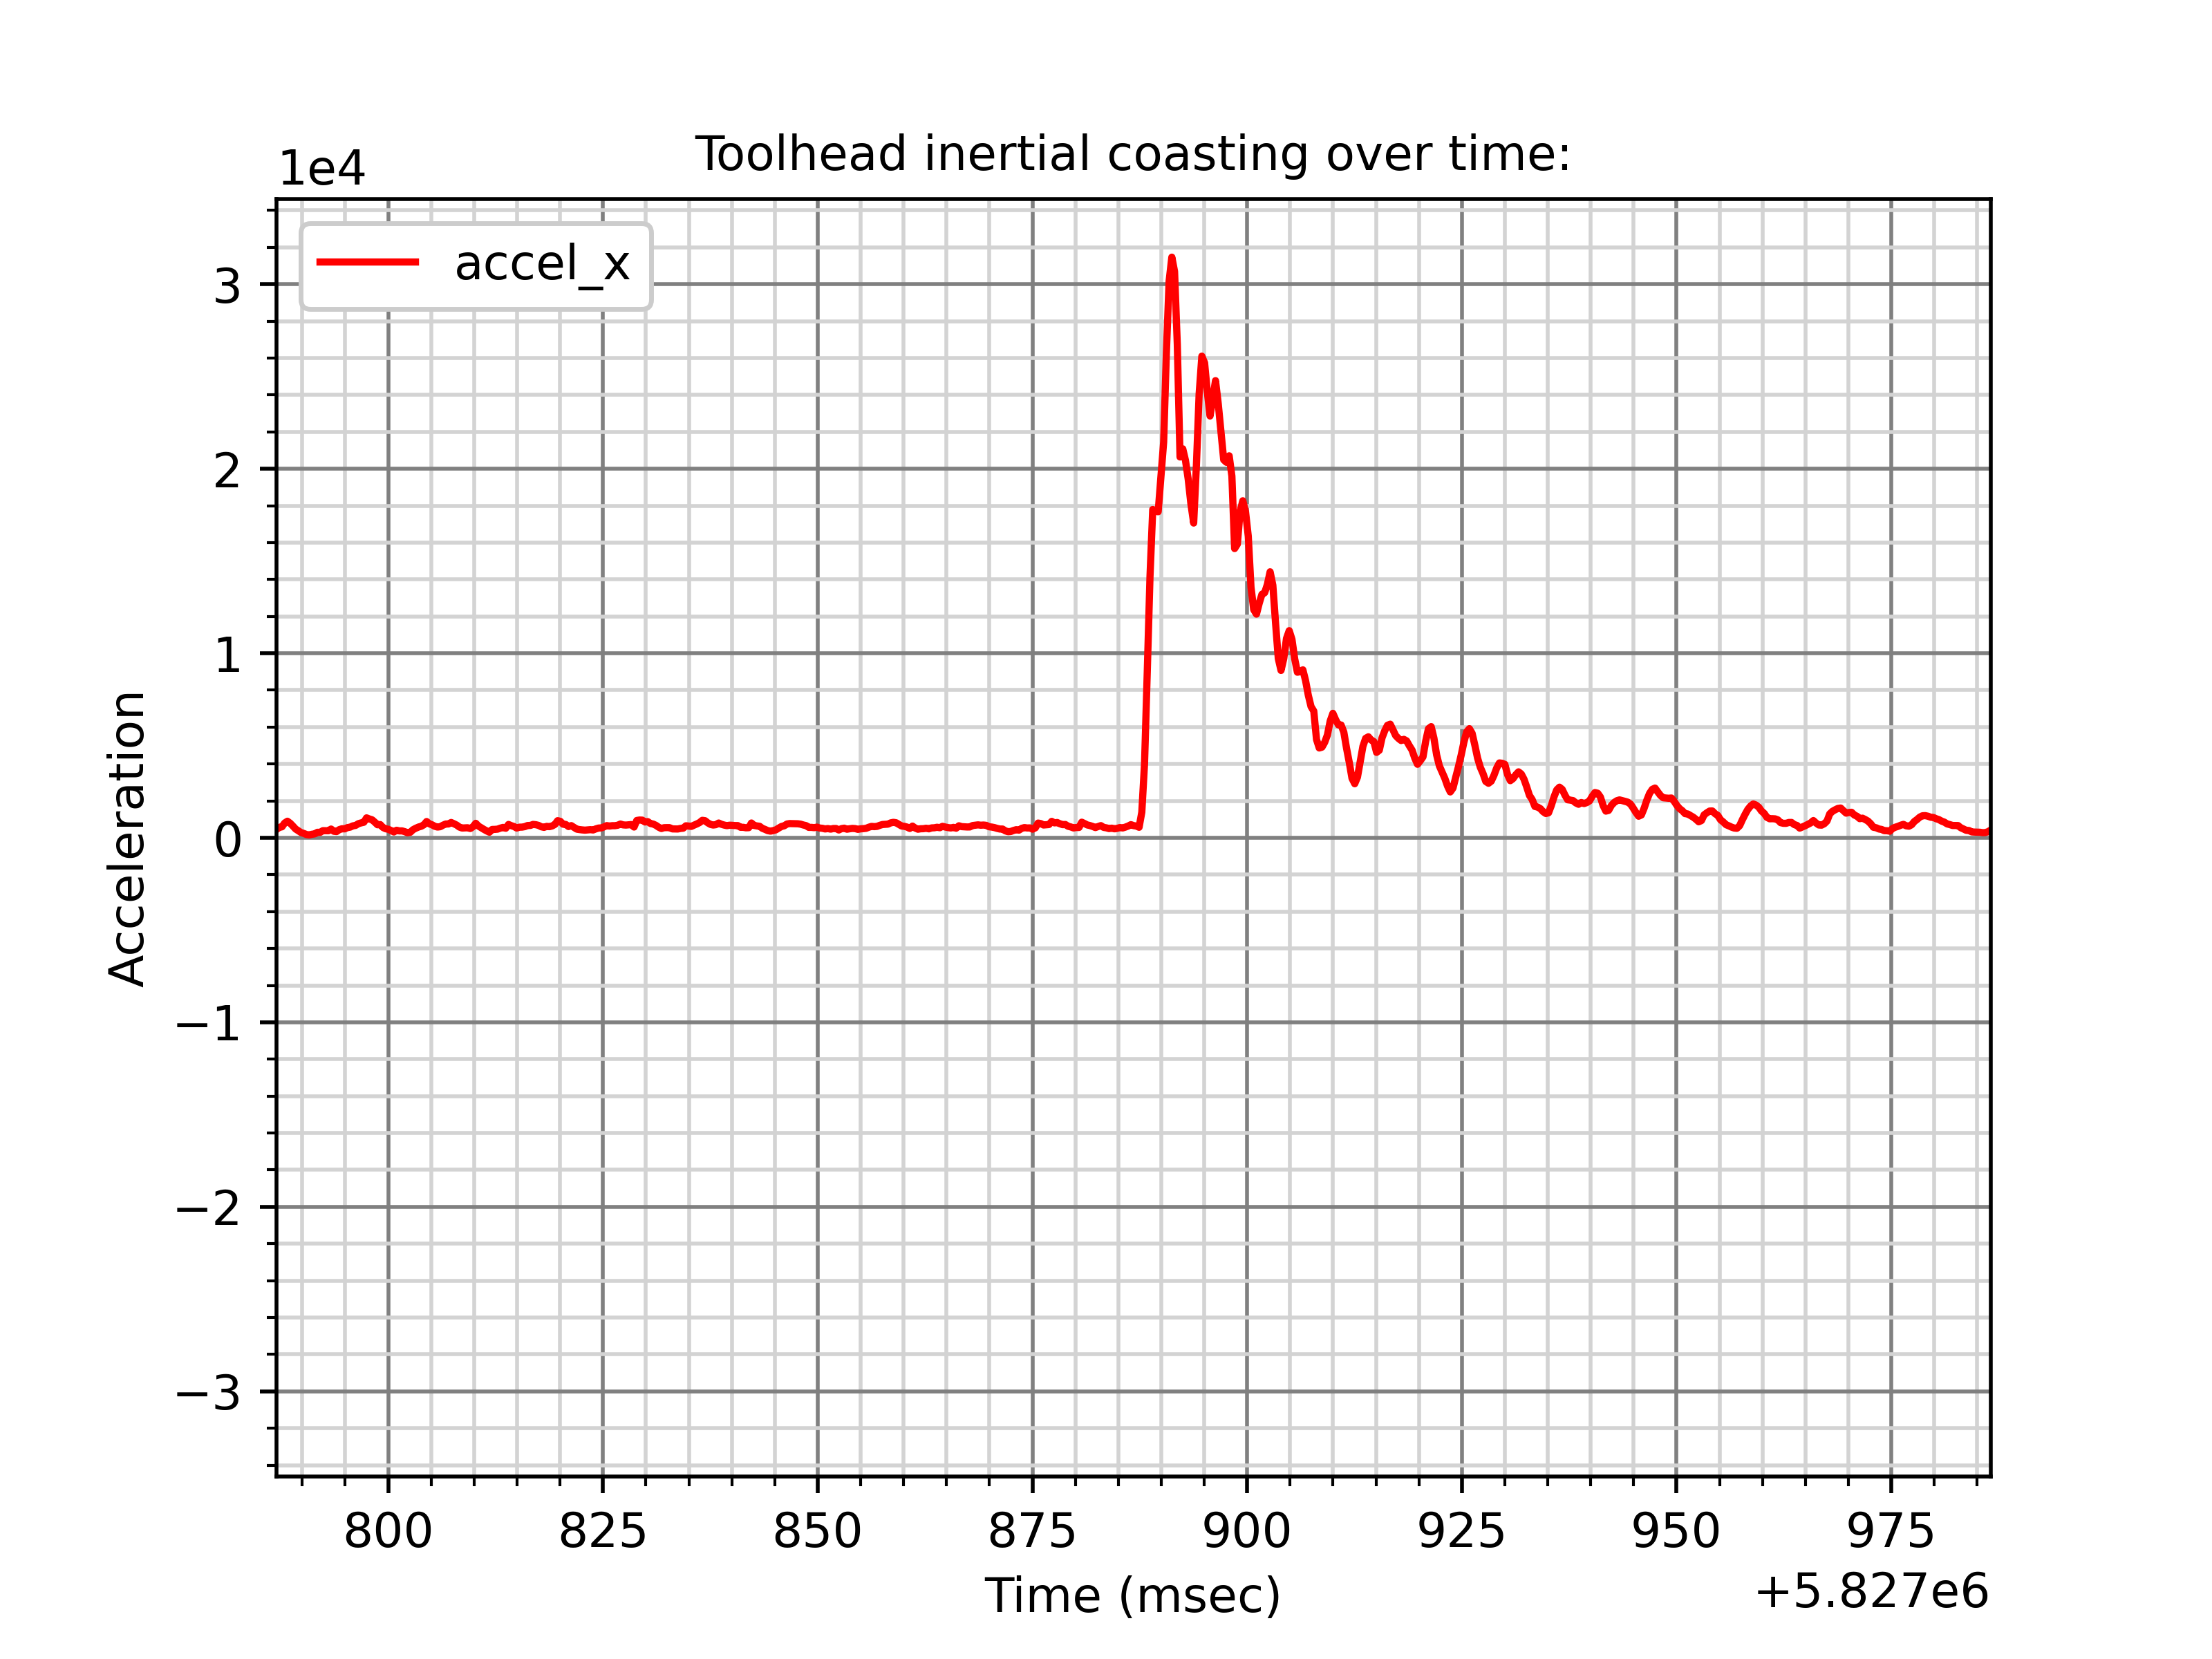 Toolhead inertial coasting over time:
1e4
accel_x
3
2
1
0
−1
−2
−3
Acceleration
800 825 850 875 900 925 950 975
Time (msec)
+5.827e6